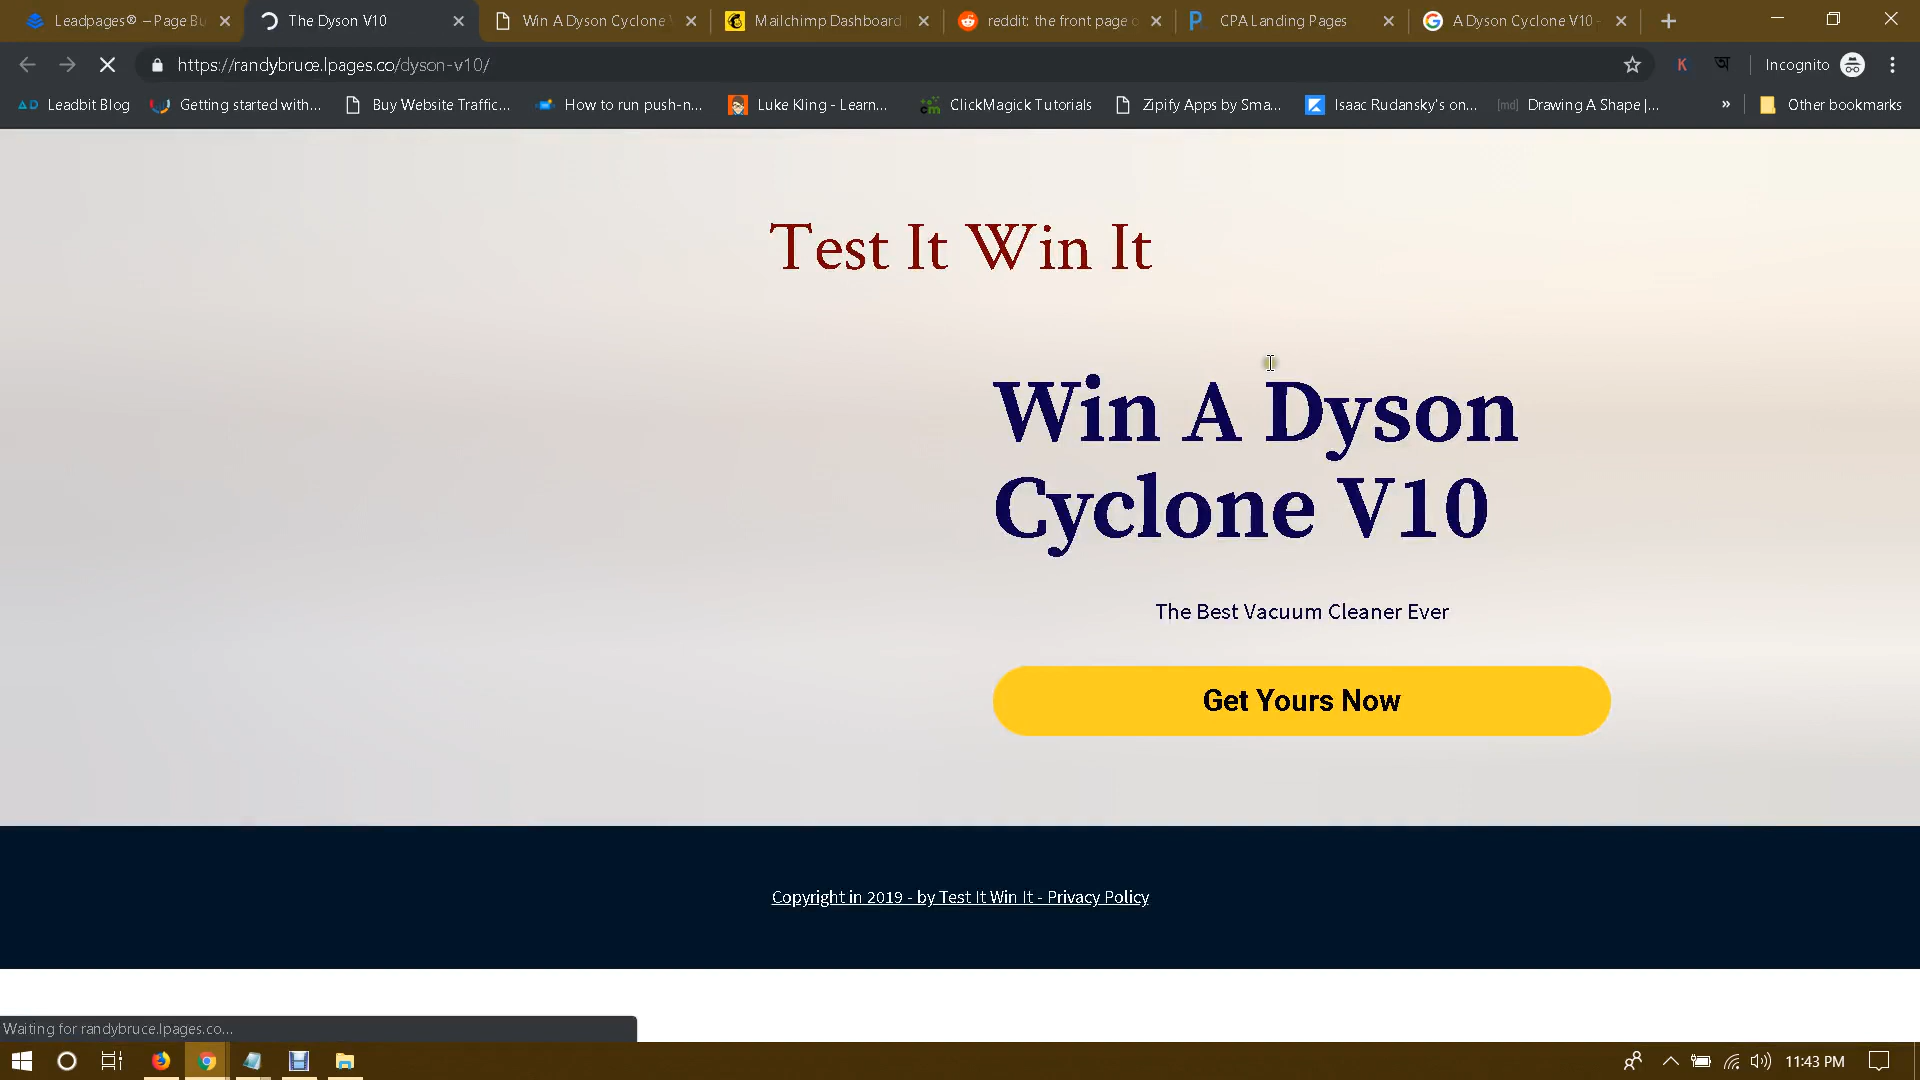 Leadpages® – Page Bu
The Dyson V10
Win A Dyson Cyclone V
Mailchimp Dashboard
reddit: the front page o
CPA Landing Pages
A Dyson Cyclone V10 -
https://randybruce.lpages.co/dyson-v10/
Incognito
Leadbit Blog
Getting started with...
Buy Website Traffic...
How to run push-n...
Luke Kling - Learn...
ClickMagick Tutorials
Zipify Apps by Sma...
Isaac Rudansky's on...
[md] Drawing A Shape |...
»
Other bookmarks
Test It Win It
Win A Dyson
Cyclone V10
The Best Vacuum Cleaner Ever
Get Yours Now
Copyright in 2019 - by Test It Win It - Privacy Policy
Waiting for randybruce.lpages.co...
11:43 PM